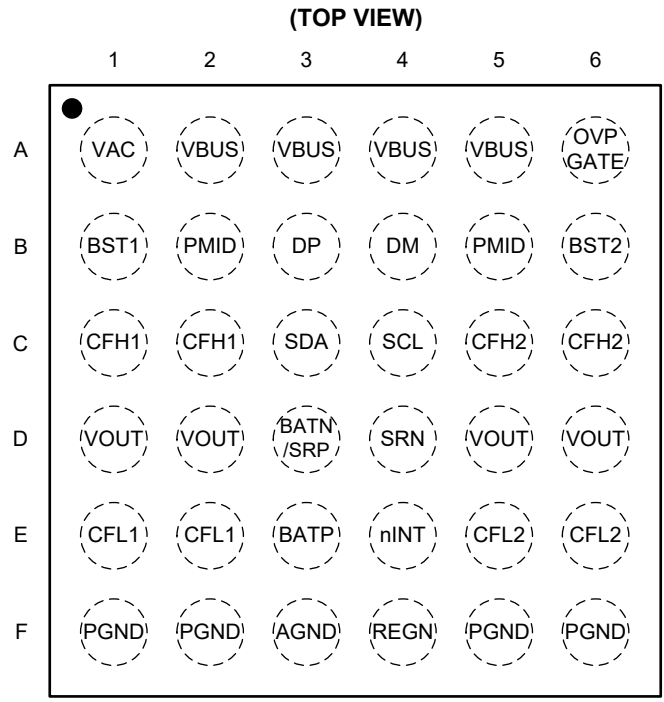 (TOP VIEW)
1 2 3 4 5 6
A VAC VBUS VBUS VBUS VBUS OVP GATE
B BST1 PMID DP DM PMID BST2
C CFH1 CFH1 SDA SCL CFH2 CFH2
D VOUT VOUT BATN /SRP SRN VOUT VOUT
E CFL1 CFL1 BATP nINT CFL2 CFL2
F PGND PGND AGND REGN PGND PGND